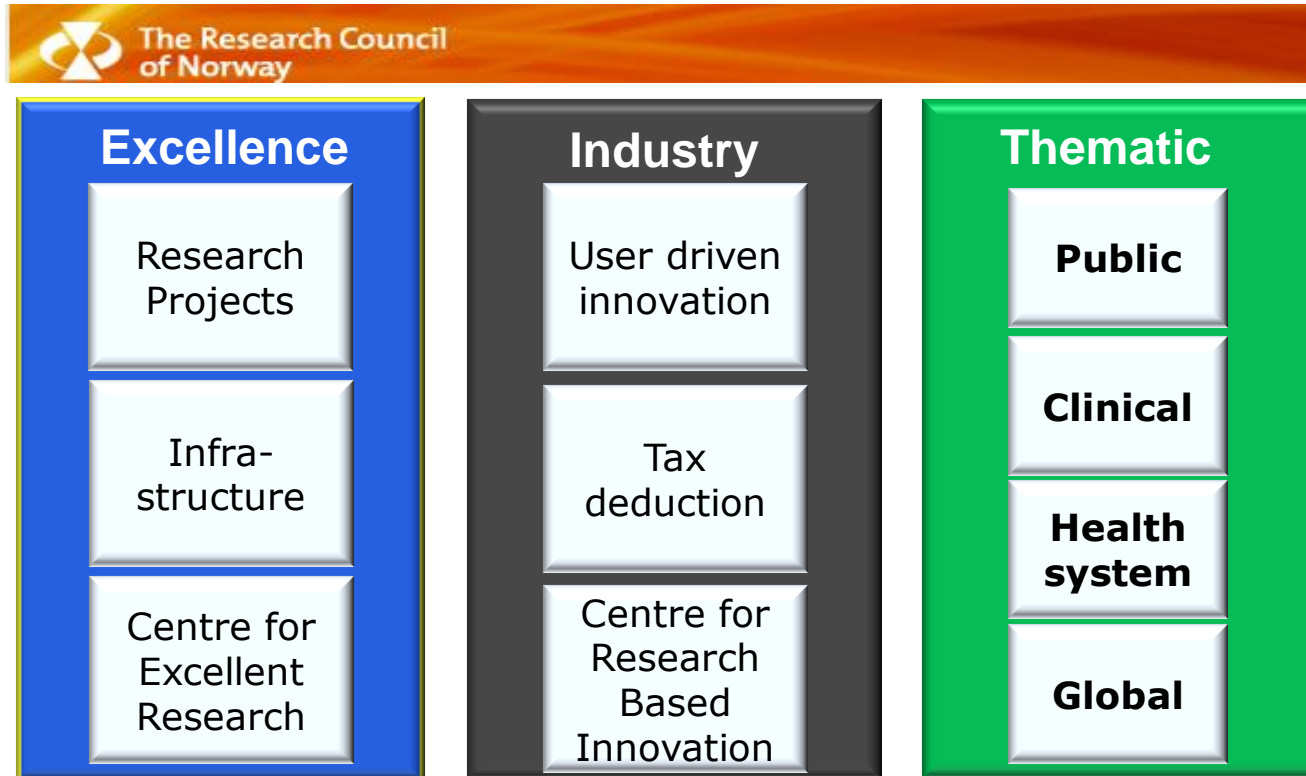 The Research Council
of Norway
Excellence
Research
Projects
Infra-
structure
Centre for
Excellent
Research
Industry
User driven
innovation
Tax
deduction
Centre for
Research
Based
Innovation
Thematic
Public
Clinical
Health
system
Global